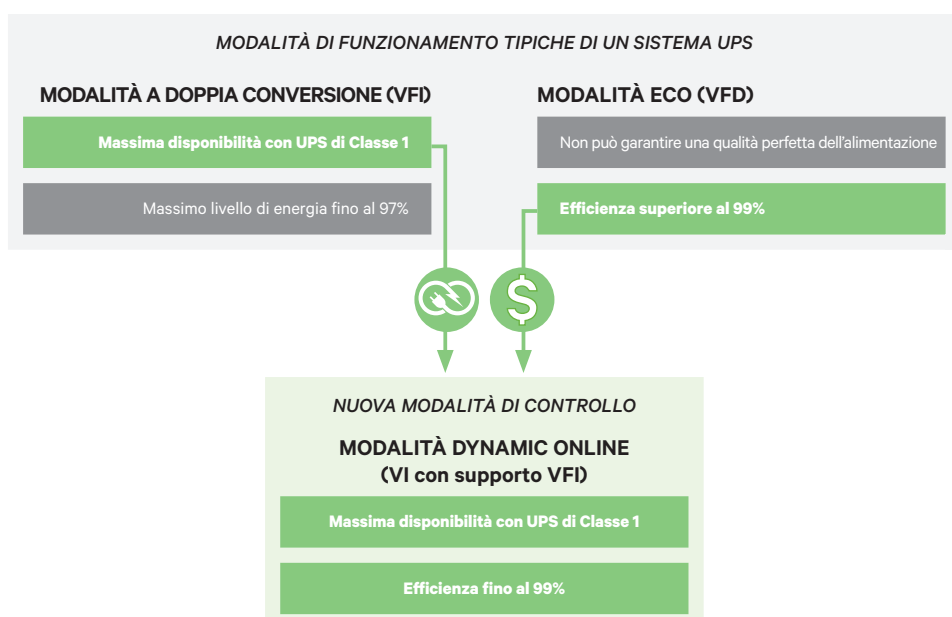 MODALITÀ DI FUNZIONAMENTO TIPICHE DI UN SISTEMA UPS
MODALITÀ A DOPPIA CONVERSIONE (VFI)
Massima disponibilità con UPS di Classe 1
Massimo livello di energia fino al 97%
MODALITÀ ECO (VFD)
Non può garantire una qualità perfetta dell'alimentazione
Efficienza superiore al 99%
$
NUOVA MODALITÀ DI CONTROLLO
MODALITÀ DYNAMIC ONLINE
(VI con supporto VFI)
Massima disponibilità con UPS di Classe 1
Efficienza fino al 99%